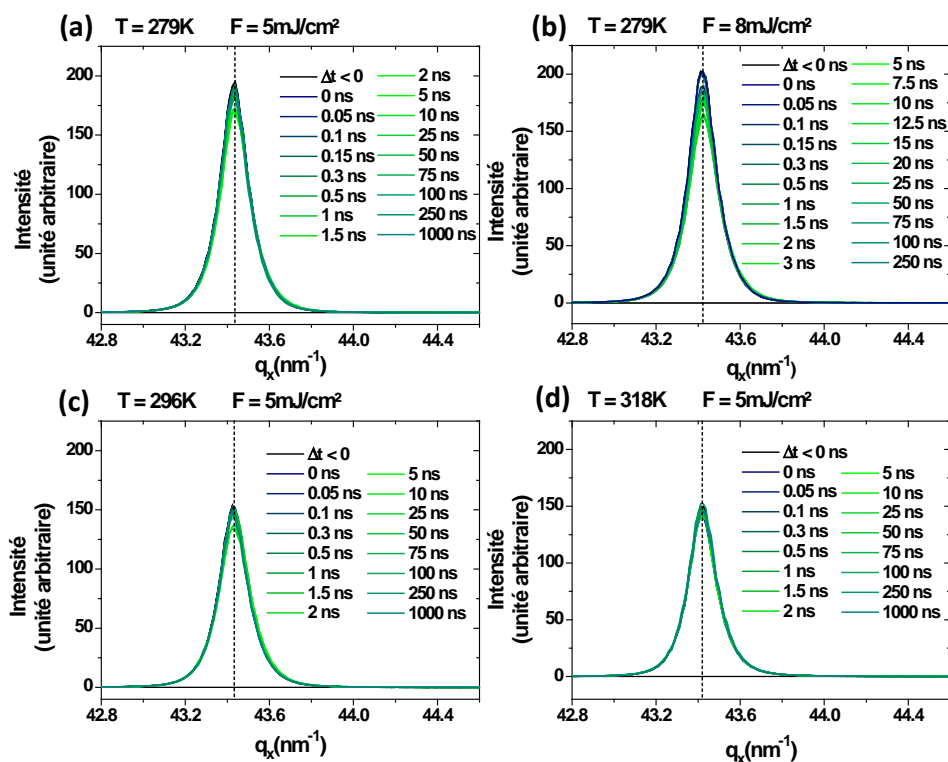 (a) T = 279K F = 5mJ/cm²
Intensité
(unité arbitraire)
200
150
100
50
0
Δt < 0
0 ns
0.05 ns
0.1 ns
0.15 ns
0.3 ns
0.5 ns
1 ns
1.5 ns
2 ns
5 ns
10 ns
25 ns
50 ns
75 ns
100 ns
250 ns
1000 ns
42.8 43.2 43.6 44.0 44.4
qx(nm⁻¹)
(b) T = 279K F = 8mJ/cm²
Intensité
(unité arbitraire)
200
150
100
50
0
Δt < 0 ns
0 ns
0.05 ns
0.1 ns
0.15 ns
0.3 ns
0.5 ns
1 ns
1.5 ns
2 ns
3 ns
5 ns
7.5 ns
10 ns
12.5 ns
15 ns
20 ns
25 ns
50 ns
75 ns
100 ns
250 ns
42.8 43.2 43.6 44.0 44.4
qx(nm⁻¹)
(c) T = 296K F = 5mJ/cm²
Intensité
(unité arbitraire)
200
150
100
50
0
Δt < 0
0 ns
0.05 ns
0.1 ns
0.3 ns
0.5 ns
1 ns
1.5 ns
2 ns
5 ns
10 ns
25 ns
50 ns
75 ns
100 ns
250 ns
1000 ns
42.8 43.2 43.6 44.0 44.4
qx(nm⁻¹)
(d) T = 318K F = 5mJ/cm²
Intensité
(unité arbitraire)
200
150
100
50
0
Δt < 0 ns
0 ns
0.05 ns
0.1 ns
0.3 ns
0.5 ns
1 ns
1.5 ns
2 ns
5 ns
10 ns
25 ns
50 ns
75 ns
100 ns
250 ns
1000 ns
42.8 43.2 43.6 44.0 44.4
qx(nm⁻¹)